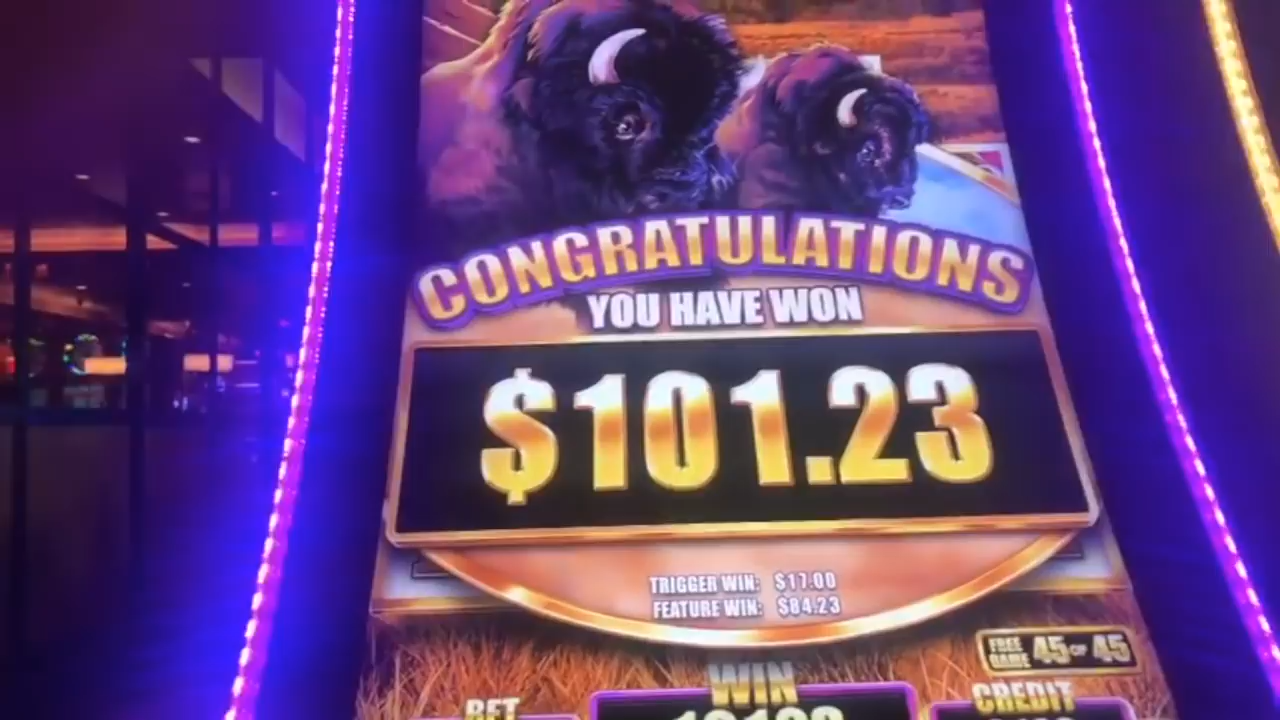 CONGRATULATIONS
YOU HAVE WON
$101.23
TRIGGER WIN: $17.00
FEATURE WIN: $84.23
FREE GAME 45 OF 45
WIN
BET
CREDIT